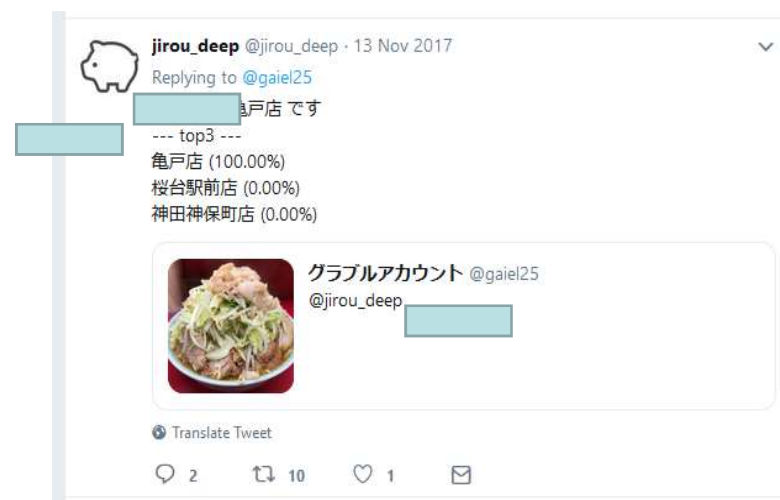 jirou_deep @jirou_deep · 13 Nov 2017
Replying to @gaiel25
亀戸店 です
--- top3 ---
亀戸店 (100.00%)
桜台駅前店 (0.00%)
神田神保町店 (0.00%)
グラブルアカウント @gaiel25
@jirou_deep
Translate Tweet
2 10 1